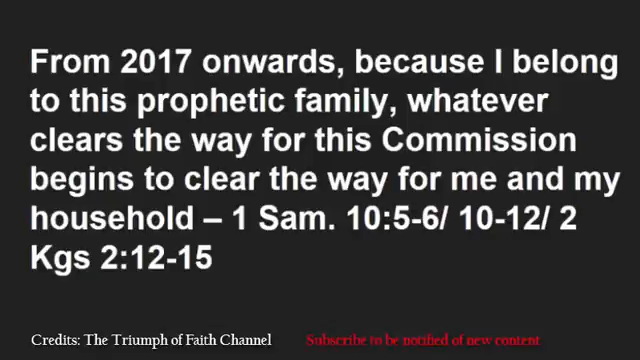 From 2017 onwards, because I belong
to this prophetic family, whatever
clears the way for this Commission
begins to clear the way for me and my
household – 1 Sam. 10:5-6/ 10-12/ 2
Kgs 2:12-15
Credits: The Triumph of Faith Channel
Subscribe to be notified of new content